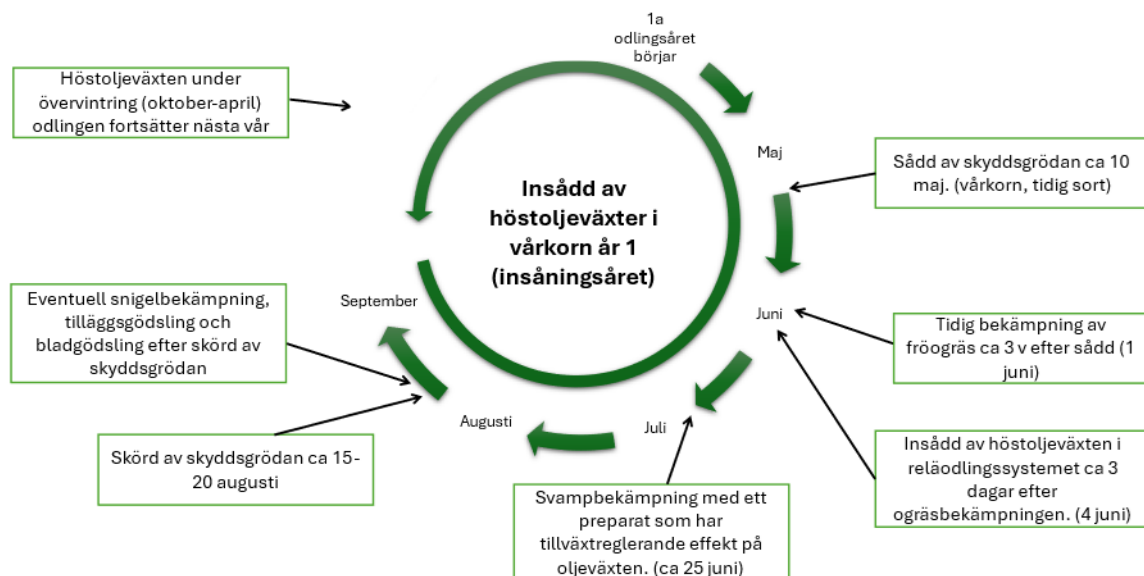 1a
odlingsåret
börjar
Höstoljeväxten under
övervintring (oktober-april)
odlingen fortsätter nästa vår
Maj
Sådd av skyddsgrödan ca 10
maj. (vårkorn, tidig sort)
Insådd av
höstoljeväxter i
vårkorn år 1
(insåningsåret)
Juni
Tidig bekämpning av
fröogräs ca 3 v efter sådd (1
juni)
Insådd av höstoljeväxten i
reläodlingssystemet ca 3
dagar efter
ogräsbekämpningen. (4 juni)
Juli
Svampbekämpning med ett
preparat som har
tillväxtreglerande effekt på
oljeväxten. (ca 25 juni)
Augusti
Skörd av skyddsgrödan ca 15-
20 augusti
September
Eventuell snigelbekämpning,
tilläggsgödsling och
bladgödsling efter skörd av
skyddsgrödan